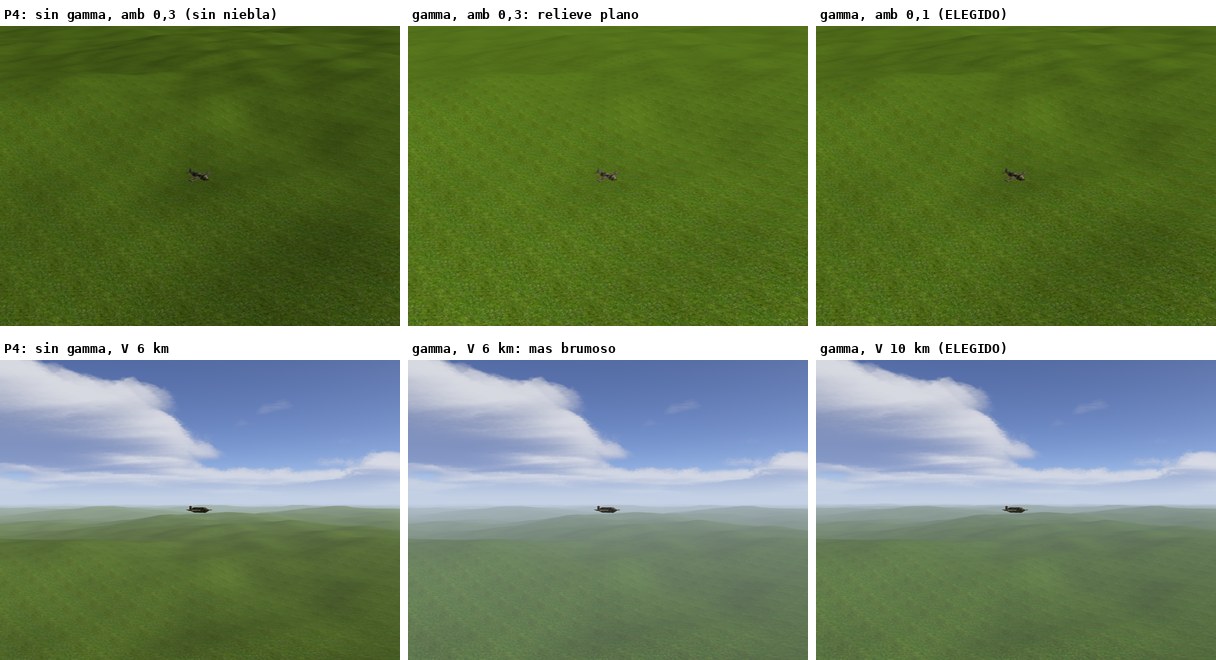 P4: sin gamma, amb 0,3 (sin niebla)
gamma, amb 0,3: relieve plano
gamma, amb 0,1 (ELEGIDO)
P4: sin gamma, V 6 km
gamma, V 6 km: mas brumoso
gamma, V 10 km (ELEGIDO)